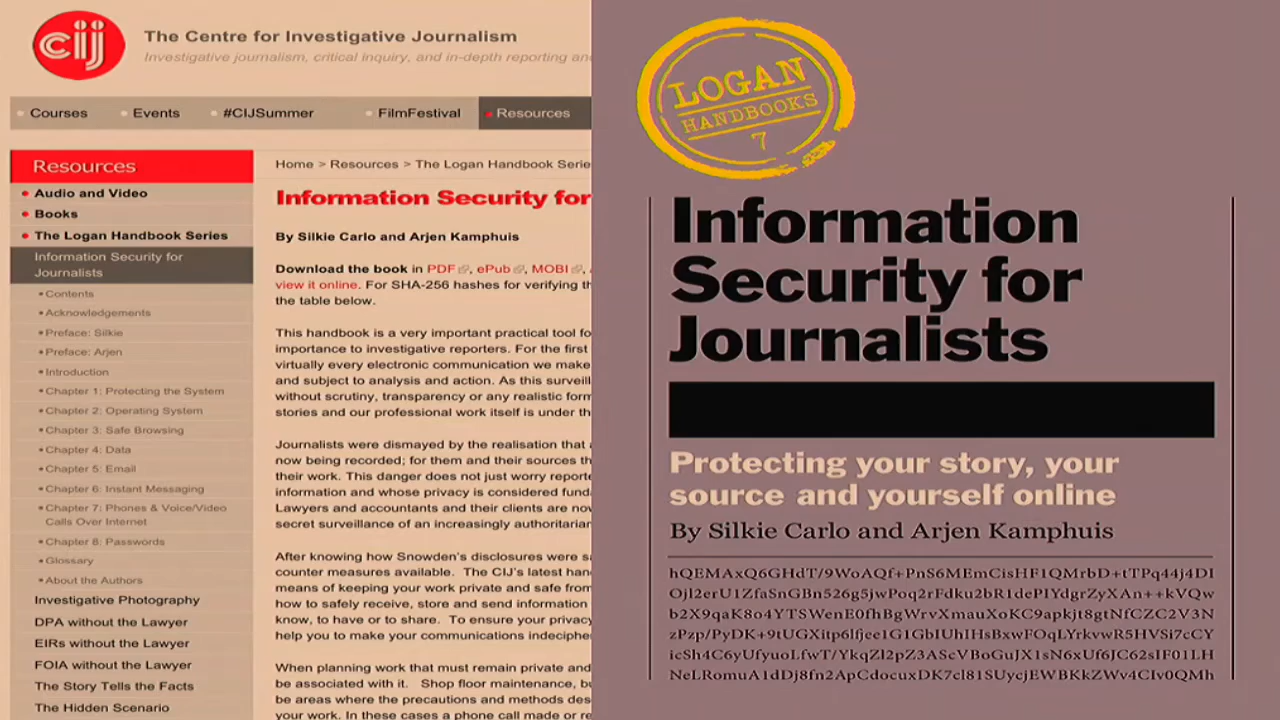 cij
The Centre for Investigative Journalism
Investigative journalism, critical inquiry, and in-depth reporting an
Courses
Events
#CIJSummer
FilmFestival
Resources
Resources
Audio and Video
Books
The Logan Handbook Series
Information Security for
Journalists
Contents
Acknowledgements
Preface: Silkie
Preface: Arjen
Introduction
Chapter 1: Protecting the System
Chapter 2: Operating System
Chapter 3: Safe Browsing
Chapter 4: Data
Chapter 5: Email
Chapter 6: Instant Messaging
Chapter 7: Phones & Voice/Video
Calls Over Internet
Chapter 8: Passwords
Glossary
About the Authors
Investigative Photography
DPA without the Lawyer
EIRs without the Lawyer
FOIA without the Lawyer
The Story Tells the Facts
The Hidden Scenario
Home > Resources > The Logan Handbook Serie
Information Security for
By Silkie Carlo and Arjen Kamphuis
Download the book in PDF, ePub, MOBI,
view it online. For SHA-256 hashes for verifying th
the table below.
This handbook is a very important practical tool fo
importance to investigative reporters. For the first
virtually every electronic communication we make
and subject to analysis and action. As this surveill
without scrutiny, transparency or any realistic form
stories and our professional work itself is under th
Journalists were dismayed by the realisation that
now being recorded; for them and their sources th
their work. This danger does not just worry reporte
information and whose privacy is considered fund
Lawyers and accountants and their clients are nov
secret surveillance of an increasingly authoritarian
After knowing how Snowden's disclosures were s
counter measures available. The CIJ's latest han
means of keeping your work private and safe from
how to safely receive, store and send information
know, to have or to share. To ensure your privacy
help you to make your communications indecipher
When planning work that must remain private and
be associated with it. Shop floor maintenance, bu
be areas where the precautions and methods des
your work. In these cases a phone call made or re
LOGAN
HANDBOOKS
7
Information
Security for
Journalists
Protecting your story, your
source and yourself online
By Silkie Carlo and Arjen Kamphuis
hQEMAxQ6GHdT/9WoAQf+PnS6MEmCisHF1QMrbD+tTPq44j4DI
OJl2erU1ZfaSnGBn526g5jwPoq2rFdku2bR1dePIYdgrZyXAn++kVQw
b2X9qaK8o4YTSWenE0fhBgWrvXmauXoKC9apkjt8gtNfCZC2V3N
zPzp/PyDK+9tUGXitp6lfjee1G1GbIUhIHsBxwFOqLYrkvwR5HVSi7cCY
icSh4C6yUfyuoLfwT/YkqZl2pZ3AScVBoGuJX1sN6xUf6JC62sIF01LH
NeLRomuA1dDj8fn2ApCdocuxDK7cl81SUycjEWBKkZWv4CIv0QMh